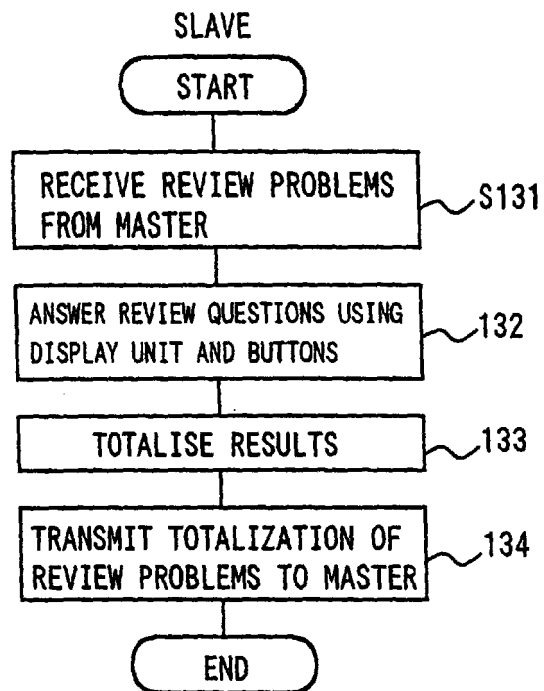 SLAVE
START
RECEIVE REVIEW PROBLEMS
FROM MASTER
S131
ANSWER REVIEW QUESTIONS USING
DISPLAY UNIT AND BUTTONS
132
TOTALISE RESULTS
133
TRANSMIT TOTALIZATION OF
REVIEW PROBLEMS TO MASTER
134
END